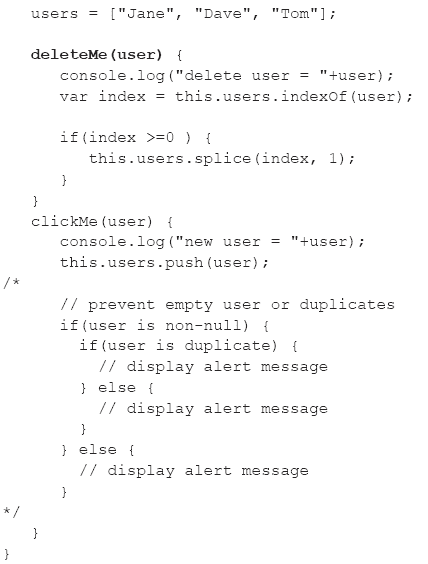 users = ["Jane", "Dave", "Tom"];
deleteMe(user) {
console.log("delete user = "+user);
var index = this.users.indexOf(user);
if(index >=0 ) {
this.users.splice(index, 1);
}
}
clickMe(user) {
console.log("new user = "+user);
this.users.push(user);
/*
// prevent empty user or duplicates
if(user is non-null) {
if(user is duplicate) {
// display alert message
} else {
// display alert message
}
} else {
// display alert message
}
*/
}
}